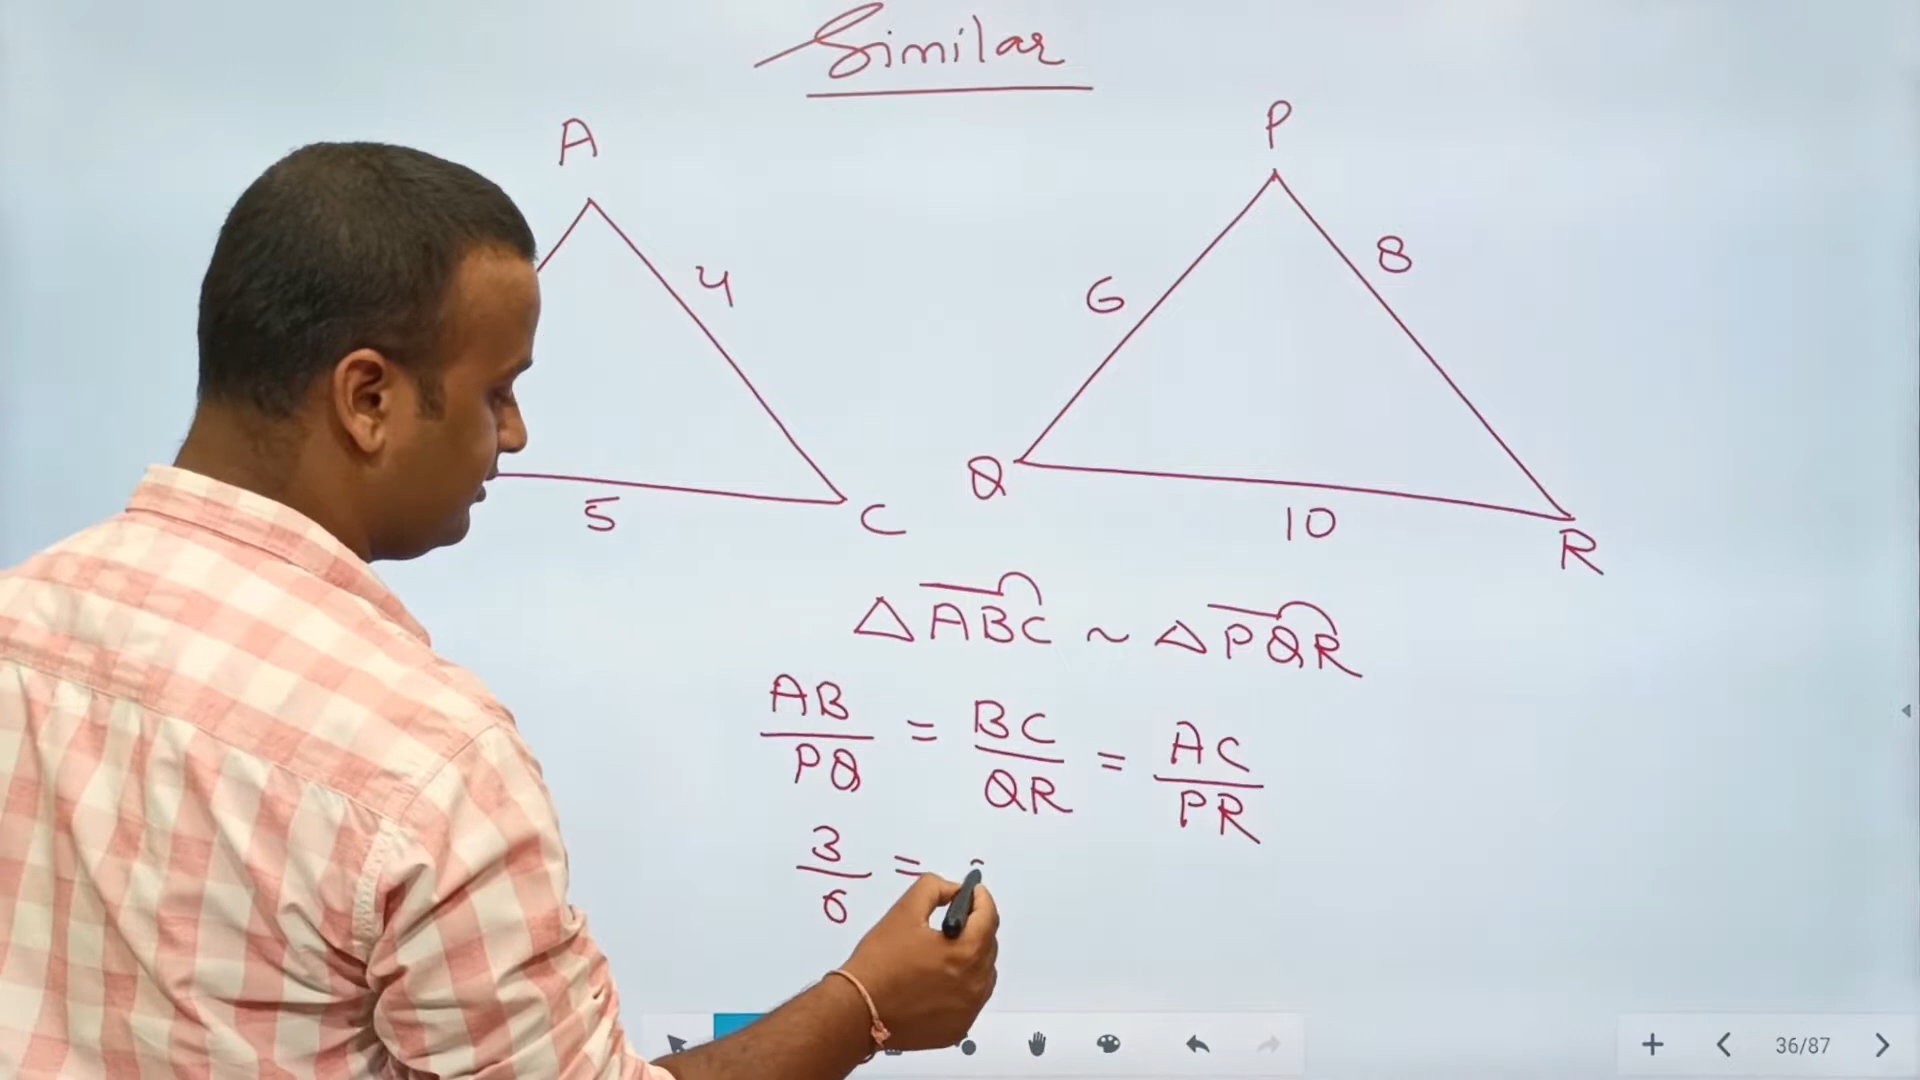 Similar
A
P
4
6
8
5
C
Q
10
R
△ABC ~ △PQR
AB/PQ = BC/QR = AC/PR
3/6 =
36/87